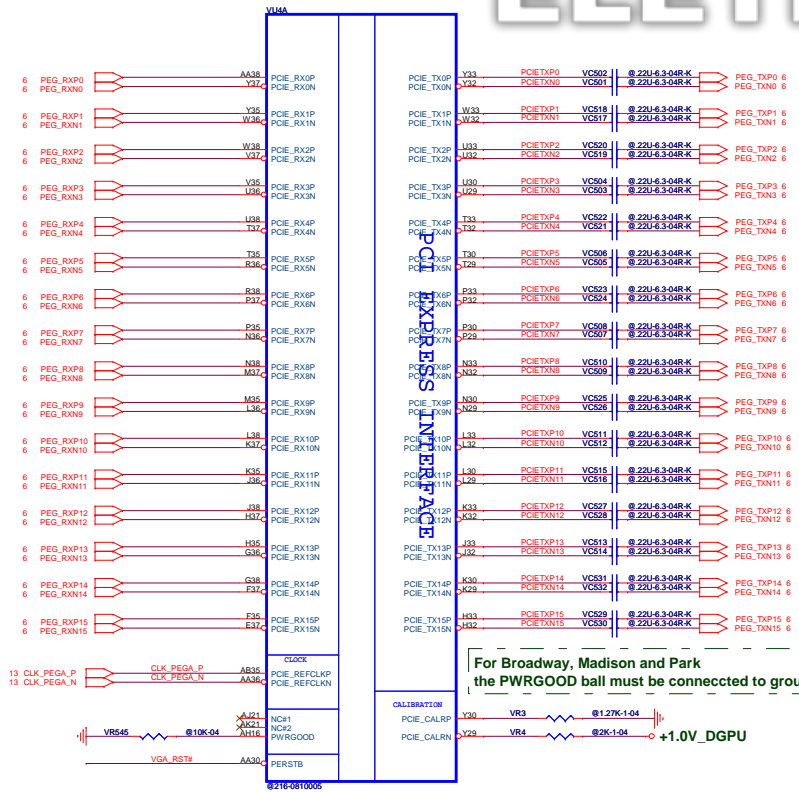 VU4A
6 PEG_RXP0 AA38 PCIE_RX0P PCIE_TX0P Y33 PCIETXP0 VC502 @.22U-6.3-04R-K PEG_TXP0 6
6 PEG_RXN0 Y37 PCIE_RX0N PCIE_TX0N Y32 PCIETXN0 VC501 @.22U-6.3-04R-K PEG_TXN0 6
6 PEG_RXP1 Y35 PCIE_RX1P PCIE_TX1P W33 PCIETXP1 VC518 @.22U-6.3-04R-K PEG_TXP1 6
6 PEG_RXN1 W36 PCIE_RX1N PCIE_TX1N W32 PCIETXN1 VC517 @.22U-6.3-04R-K PEG_TXN1 6
6 PEG_RXP2 W38 PCIE_RX2P PCIE_TX2P U33 PCIETXP2 VC520 @.22U-6.3-04R-K PEG_TXP2 6
6 PEG_RXN2 V37 PCIE_RX2N PCIE_TX2N U32 PCIETXN2 VC519 @.22U-6.3-04R-K PEG_TXN2 6
6 PEG_RXP3 V35 PCIE_RX3P PCIE_TX3P U30 PCIETXP3 VC504 @.22U-6.3-04R-K PEG_TXP3 6
6 PEG_RXN3 U36 PCIE_RX3N PCIE_TX3N U29 PCIETXN3 VC503 @.22U-6.3-04R-K PEG_TXN3 6
6 PEG_RXP4 U38 PCIE_RX4P PCIE_TX4P T33 PCIETXP4 VC522 @.22U-6.3-04R-K PEG_TXP4 6
6 PEG_RXN4 T37 PCIE_RX4N PCIE_TX4N T32 PCIETXN4 VC521 @.22U-6.3-04R-K PEG_TXN4 6
6 PEG_RXP5 T35 PCIE_RX5P PCIE_TX5P T30 PCIETXP5 VC506 @.22U-6.3-04R-K PEG_TXP5 6
6 PEG_RXN5 R36 PCIE_RX5N PCIE_TX5N T29 PCIETXN5 VC505 @.22U-6.3-04R-K PEG_TXN5 6
6 PEG_RXP6 R38 PCIE_RX6P PCIE_TX6P P33 PCIETXP6 VC523 @.22U-6.3-04R-K PEG_TXP6 6
6 PEG_RXN6 P37 PCIE_RX6N PCIE_TX6N P32 PCIETXN6 VC524 @.22U-6.3-04R-K PEG_TXN6 6
6 PEG_RXP7 P35 PCIE_RX7P PCIE_TX7P P30 PCIETXP7 VC508 @.22U-6.3-04R-K PEG_TXP7 6
6 PEG_RXN7 N36 PCIE_RX7N PCIE_TX7N P29 PCIETXN7 VC507 @.22U-6.3-04R-K PEG_TXN7 6
6 PEG_RXP8 N38 PCIE_RX8P PCIE_TX8P N33 PCIETXP8 VC510 @.22U-6.3-04R-K PEG_TXP8 6
6 PEG_RXN8 M37 PCIE_RX8N PCIE_TX8N N32 PCIETXN8 VC509 @.22U-6.3-04R-K PEG_TXN8 6
6 PEG_RXP9 M35 PCIE_RX9P PCIE_TX9P N30 PCIETXP9 VC525 @.22U-6.3-04R-K PEG_TXP9 6
6 PEG_RXN9 L36 PCIE_RX9N PCIE_TX9N N29 PCIETXN9 VC526 @.22U-6.3-04R-K PEG_TXN9 6
6 PEG_RXP10 L38 PCIE_RX10P PCIE_TX10P L33 PCIETXP10 VC511 @.22U-6.3-04R-K PEG_TXP10 6
6 PEG_RXN10 K37 PCIE_RX10N PCIE_TX10N L32 PCIETXN10 VC512 @.22U-6.3-04R-K PEG_TXN10 6
6 PEG_RXP11 K35 PCIE_RX11P PCIE_TX11P L30 PCIETXP11 VC515 @.22U-6.3-04R-K PEG_TXP11 6
6 PEG_RXN11 J36 PCIE_RX11N PCIE_TX11N L29 PCIETXN11 VC516 @.22U-6.3-04R-K PEG_TXN11 6
6 PEG_RXP12 J38 PCIE_RX12P PCIE_TX12P K33 PCIETXP12 VC527 @.22U-6.3-04R-K PEG_TXP12 6
6 PEG_RXN12 H37 PCIE_RX12N PCIE_TX12N K32 PCIETXN12 VC528 @.22U-6.3-04R-K PEG_TXN12 6
6 PEG_RXP13 H35 PCIE_RX13P PCIE_TX13P J33 PCIETXP13 VC513 @.22U-6.3-04R-K PEG_TXP13 6
6 PEG_RXN13 G36 PCIE_RX13N PCIE_TX13N J32 PCIETXN13 VC514 @.22U-6.3-04R-K PEG_TXN13 6
6 PEG_RXP14 G38 PCIE_RX14P PCIE_TX14P K30 PCIETXP14 VC531 @.22U-6.3-04R-K PEG_TXP14 6
6 PEG_RXN14 F37 PCIE_RX14N PCIE_TX14N K29 PCIETXN14 VC532 @.22U-6.3-04R-K PEG_TXN14 6
6 PEG_RXP15 F35 PCIE_RX15P PCIE_TX15P H33 PCIETXP15 VC529 @.22U-6.3-04R-K PEG_TXP15 6
6 PEG_RXN15 E37 PCIE_RX15N PCIE_TX15N H32 PCIETXN15 VC530 @.22U-6.3-04R-K PEG_TXN15 6
PCI EXPRESS INTERFACE
CLOCK
13 CLK_PEGA_P CLK_PEGA_P AB35 PCIE_REFCLKP
13 CLK_PEGA_N CLK_PEGA_N AA36 PCIE_REFCLKN
For Broadway, Madison and Park
the PWRGOOD ball must be conneccted to grou
CALIBRATION
AJ21 NC#1 PCIE_CALRP Y30 VR3 @1.27K-1-04
AK21 NC#2
VR545 @10K-04 AH16 PWRGOOD PCIE_CALRN Y29 VR4 @2K-1-04 +1.0V_DGPU
VGA_RST# AA30 PERSTB
@216-0810005